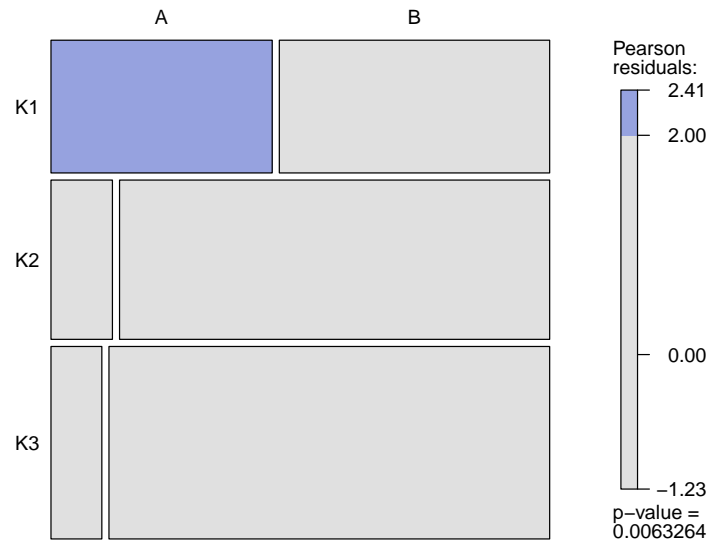 A B
K1
K2
K3
Pearson
residuals:
2.41
2.00
0.00
−1.23
p−value =
0.0063264